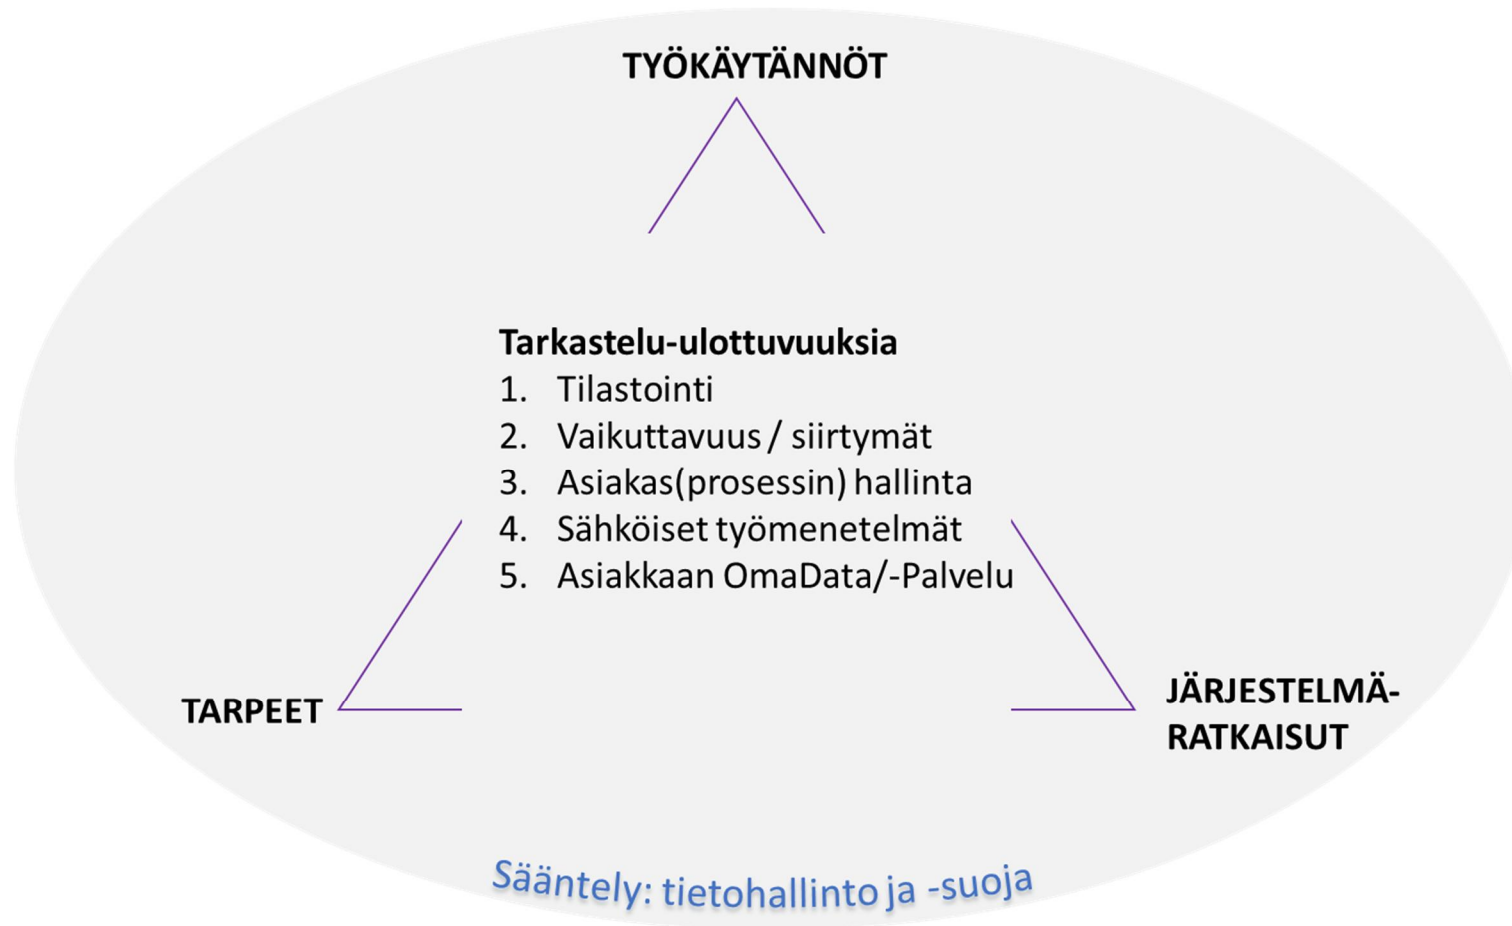 TYÖKÄYTÄNNÖT
Tarkastelu-ulottuvuuksia
1. Tilastointi
2. Vaikuttavuus / siirtymät
3. Asiakas(prosessin) hallinta
4. Sähköiset työmenetelmät
5. Asiakkaan OmaData/-Palvelu
TARPEET
JÄRJESTELMÄ-
RATKAISUT
Sääntely: tietohallinto ja -suoja